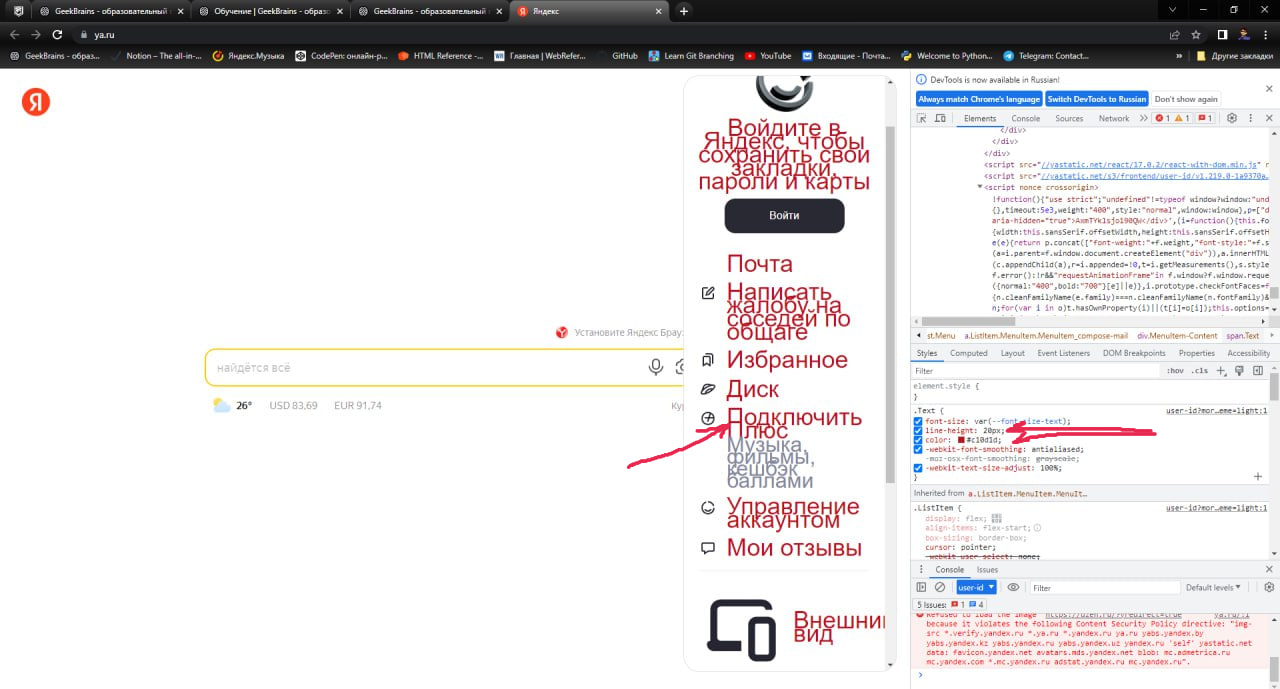 GeekBrains - образовательный
Обучение | GeekBrains - образо
GeekBrains - образовательный
Яндекс
ya.ru
GeekBrains - образ...
Notion – The all-in-...
Яндекс.Музыка
CodePen: онлайн-р...
HTML Reference -...
Главная | WebRefer...
GitHub
Learn Git Branching
YouTube
Входящие - Почта...
Welcome to Python...
Telegram: Contact...
»
Другие закладки
Я
Войдите в
Яндекс, чтобы
сохранить свои
закладки,
пароли и карты
Войти
Почта
Написать
жалобу на
соседей по
общаге
Избранное
Диск
Подключить
Плюс
Музыка,
фильмы,
кешбэк
баллами
Управление
аккаунтом
Мои отзывы
Внешний
вид
Установите Яндекс Брау
найдётся всё
26° USD 83,69 EUR 91,74
Ку
DevTools is now available in Russian!
Always match Chrome's language
Switch DevTools to Russian
Don't show again
Elements Console Sources Network » 1 1 1
</div>
</div>
</div>
<script src="//yastatic.net/react/17.0.2/react-with-dom.min.js"
<script src="//yastatic.net/s3/frontend/user-id/v1.219.0-1a9370a…
<script nonce crossorigin>
!function(){"use strict";"undefined"!=typeof window?window:"und
{},timeout:5e3,weight:"400",style:"normal",window:window},p=["d
{width:this.sansSerif.offsetWidth,height:this.sansSerif.offsetH
e(e){return p.concat(["font-weight:"+f.weight,"font-style:"+f.s
(a=i.parent=f.window.document.createElement("div")),a.innerHTML
(c.appendChild(a),r=i.appended=!0,t=i.getMeasurements(),s.style
f.error()::r&&"requestAnimationFrame"in f.window?f.window.reque
({normal:"400",bold:"700"}[e]||e)},i.prototype.checkFontFaces=f
{n.cleanFamilyName(e.family)===n.cleanFamilyName(n.fontFamily)&
n;for(var i in o)t.hasOwnProperty(i)||(t[i]=o[i]);this.options=
st.Menu a.ListItem.MenuItem.MenuItem_compose-mail div.MenuItem-Content span.Text
Styles Computed Layout Event Listeners DOM Breakpoints Properties Accessibility
Filter :hov .cls
element.style {
}
.Text { user-id?mor…eme=light:1
font-size: var(--font-size-text);
line-height: 20px;
color: #c10d1d;
-webkit-font-smoothing: antialiased;
-moz-osx-font-smoothing: grayscale;
-webkit-text-size-adjust: 100%;
}
Inherited from a.ListItem.MenuItem.MenuIt…
.ListItem { user-id?mor…eme=light:1
display: flex;
align-items: flex-start;
box-sizing: border-box;
cursor: pointer;
-webkit-user-select: none;
Console Issues
user-id Filter Default levels
5 Issues: 1 4
Refused to load the image 'https://dzen.ru/?yredirect=true' ya.ru/:1
because it violates the following Content Security Policy directive: "img-
src *.verify.yandex.ru *.ya.ru *.yandex.ru ya.ru yabs.yandex.by
yabs.yandex.kz yabs.yandex.ru yabs.yandex.uz yandex.ru 'self' yastatic.net
data: favicon.yandex.net avatars.mds.yandex.net blob: mc.admetrica.ru
mc.yandex.com *.mc.yandex.ru adstat.yandex.ru mc.yandex.ru".